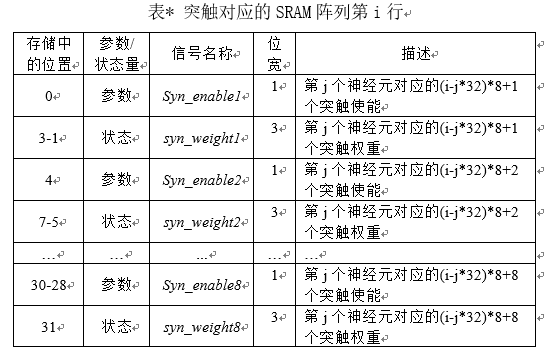 表* 突触对应的 SRAM 阵列第 i 行
存储中 参数/ 信号名称 位 描述
的位置 状态量 宽
0 参数 Syn_enable1 1 第 j 个神经元对应的(i-j*32)*8+1
个突触使能
3-1 状态 syn_weight1 3 第 j 个神经元对应的(i-j*32)*8+1
个突触权重
4 参数 Syn_enable2 1 第 j 个神经元对应的(i-j*32)*8+2
个突触使能
7-5 状态 syn_weight2 3 第 j 个神经元对应的(i-j*32)*8+2
个突触权重
… … ... … …
30-28 参数 Syn_enable8 1 第 j 个神经元对应的(i-j*32)*8+8
个突触使能
31 状态 syn_weight8 3 第 j 个神经元对应的(i-j*32)*8+8
个突触权重